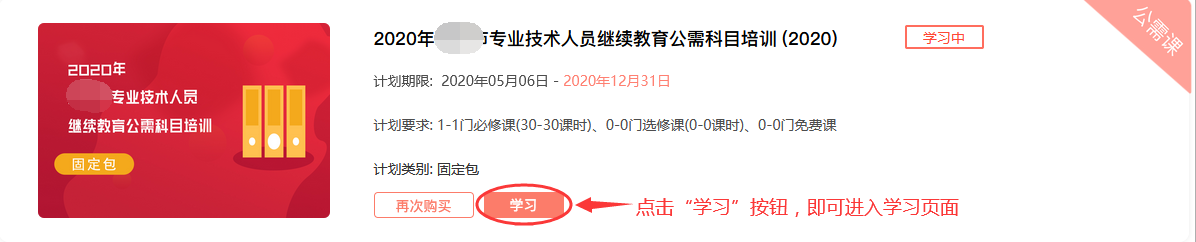 2020年
专业技术人员
继续教育公需科目培训
固定包
2020年 市专业技术人员继续教育公需科目培训 (2020)
学习中
公需课
计划期限: 2020年05月06日 - 2020年12月31日
计划要求: 1-1门必修课(30-30课时)、0-0门选修课(0-0课时)、0-0门免费课
计划类别: 固定包
再次购买
学习
点击“学习”按钮，即可进入学习页面